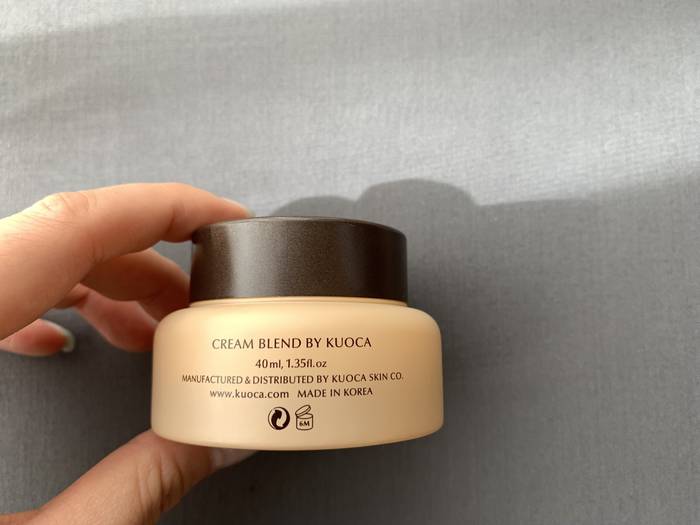 CREAM BLEND BY KUOCA
40ml, 1.35fl.oz
MANUFACTURED & DISTRIBUTED BY KUOCA SKIN CO.
www.kuoca.com MADE IN KOREA
6M